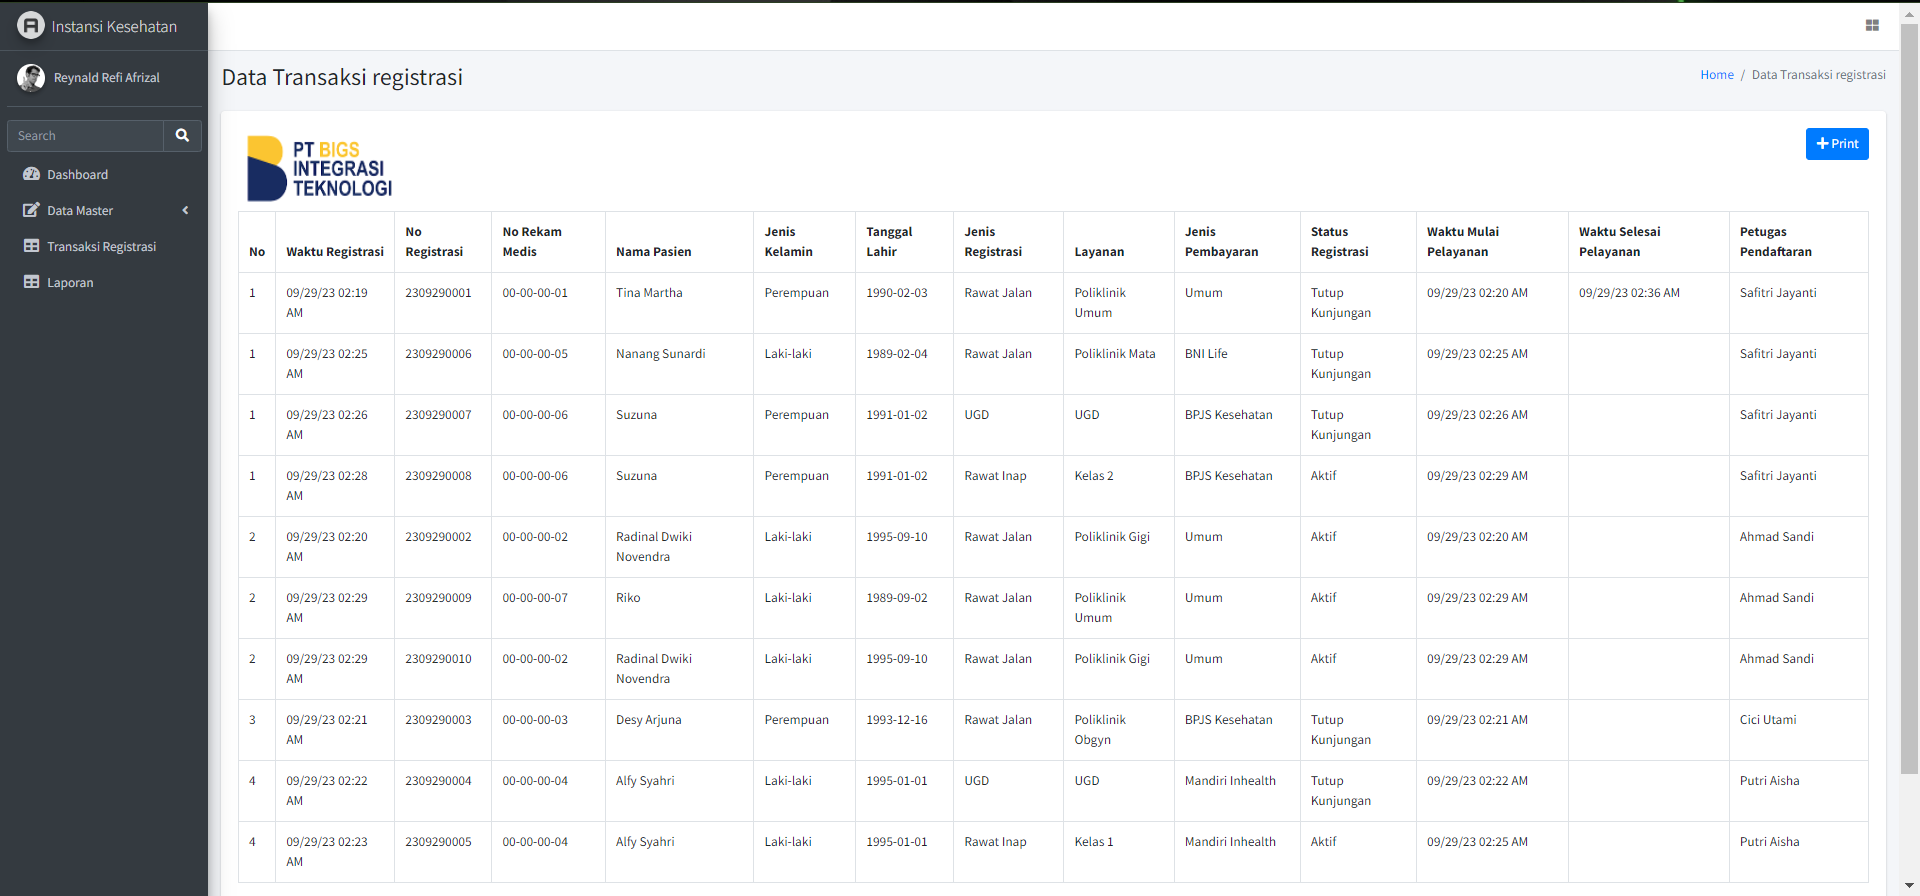 Instansi Kesehatan
Reynald Refi Afrizal
Search
Dashboard
Data Master
Transaksi Registrasi
Laporan
Data Transaksi registrasi
Home / Data Transaksi registrasi
PT BIGS
INTEGRASI
TEKNOLOGI
Print
No Waktu Registrasi No Registrasi No Rekam Medis Nama Pasien Jenis Kelamin Tanggal Lahir Jenis Registrasi Layanan Jenis Pembayaran Status Registrasi Waktu Mulai Pelayanan Waktu Selesai Pelayanan Petugas Pendaftaran
1 09/29/23 02:19 AM 2309290001 00-00-00-01 Tina Martha Perempuan 1990-02-03 Rawat Jalan Poliklinik Umum Umum Tutup Kunjungan 09/29/23 02:20 AM 09/29/23 02:36 AM Safitri Jayanti
1 09/29/23 02:25 AM 2309290006 00-00-00-05 Nanang Sunardi Laki-laki 1989-02-04 Rawat Jalan Poliklinik Mata BNI Life Tutup Kunjungan 09/29/23 02:25 AM Safitri Jayanti
1 09/29/23 02:26 AM 2309290007 00-00-00-06 Suzuna Perempuan 1991-01-02 UGD UGD BPJS Kesehatan Tutup Kunjungan 09/29/23 02:26 AM Safitri Jayanti
1 09/29/23 02:28 AM 2309290008 00-00-00-06 Suzuna Perempuan 1991-01-02 Rawat Inap Kelas 2 BPJS Kesehatan Aktif 09/29/23 02:29 AM Safitri Jayanti
2 09/29/23 02:20 AM 2309290002 00-00-00-02 Radinal Dwiki Novendra Laki-laki 1995-09-10 Rawat Jalan Poliklinik Gigi Umum Aktif 09/29/23 02:20 AM Ahmad Sandi
2 09/29/23 02:29 AM 2309290009 00-00-00-07 Riko Laki-laki 1989-09-02 Rawat Jalan Poliklinik Umum Umum Aktif 09/29/23 02:29 AM Ahmad Sandi
2 09/29/23 02:29 AM 2309290010 00-00-00-02 Radinal Dwiki Novendra Laki-laki 1995-09-10 Rawat Jalan Poliklinik Gigi Umum Aktif 09/29/23 02:29 AM Ahmad Sandi
3 09/29/23 02:21 AM 2309290003 00-00-00-03 Desy Arjuna Perempuan 1993-12-16 Rawat Jalan Poliklinik Obgyn BPJS Kesehatan Tutup Kunjungan 09/29/23 02:21 AM Cici Utami
4 09/29/23 02:22 AM 2309290004 00-00-00-04 Alfy Syahri Laki-laki 1995-01-01 UGD UGD Mandiri Inhealth Tutup Kunjungan 09/29/23 02:22 AM Putri Aisha
4 09/29/23 02:23 AM 2309290005 00-00-00-04 Alfy Syahri Laki-laki 1995-01-01 Rawat Inap Kelas 1 Mandiri Inhealth Aktif 09/29/23 02:25 AM Putri Aisha